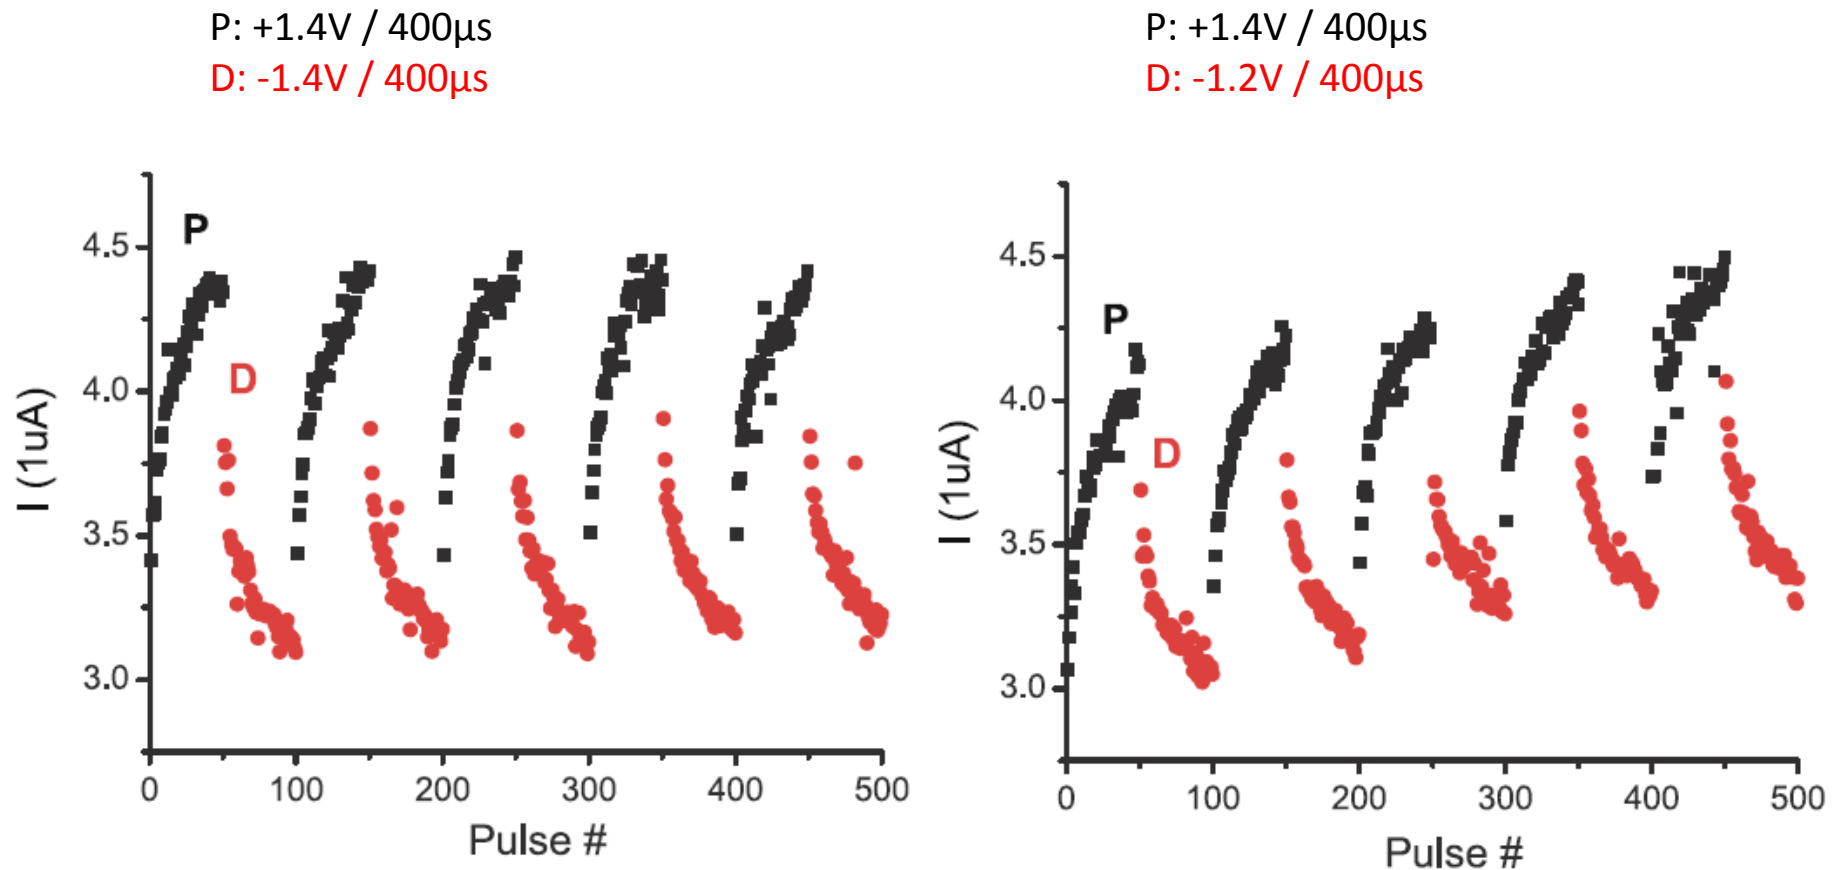 P: +1.4V / 400µs
D: -1.4V / 400µs
P
D
4.5
4.0
3.5
3.0
I (1uA)
0 100 200 300 400 500
Pulse #
P: +1.4V / 400µs
D: -1.2V / 400µs
P
D
4.5
4.0
3.5
3.0
I (1uA)
0 100 200 300 400 500
Pulse #